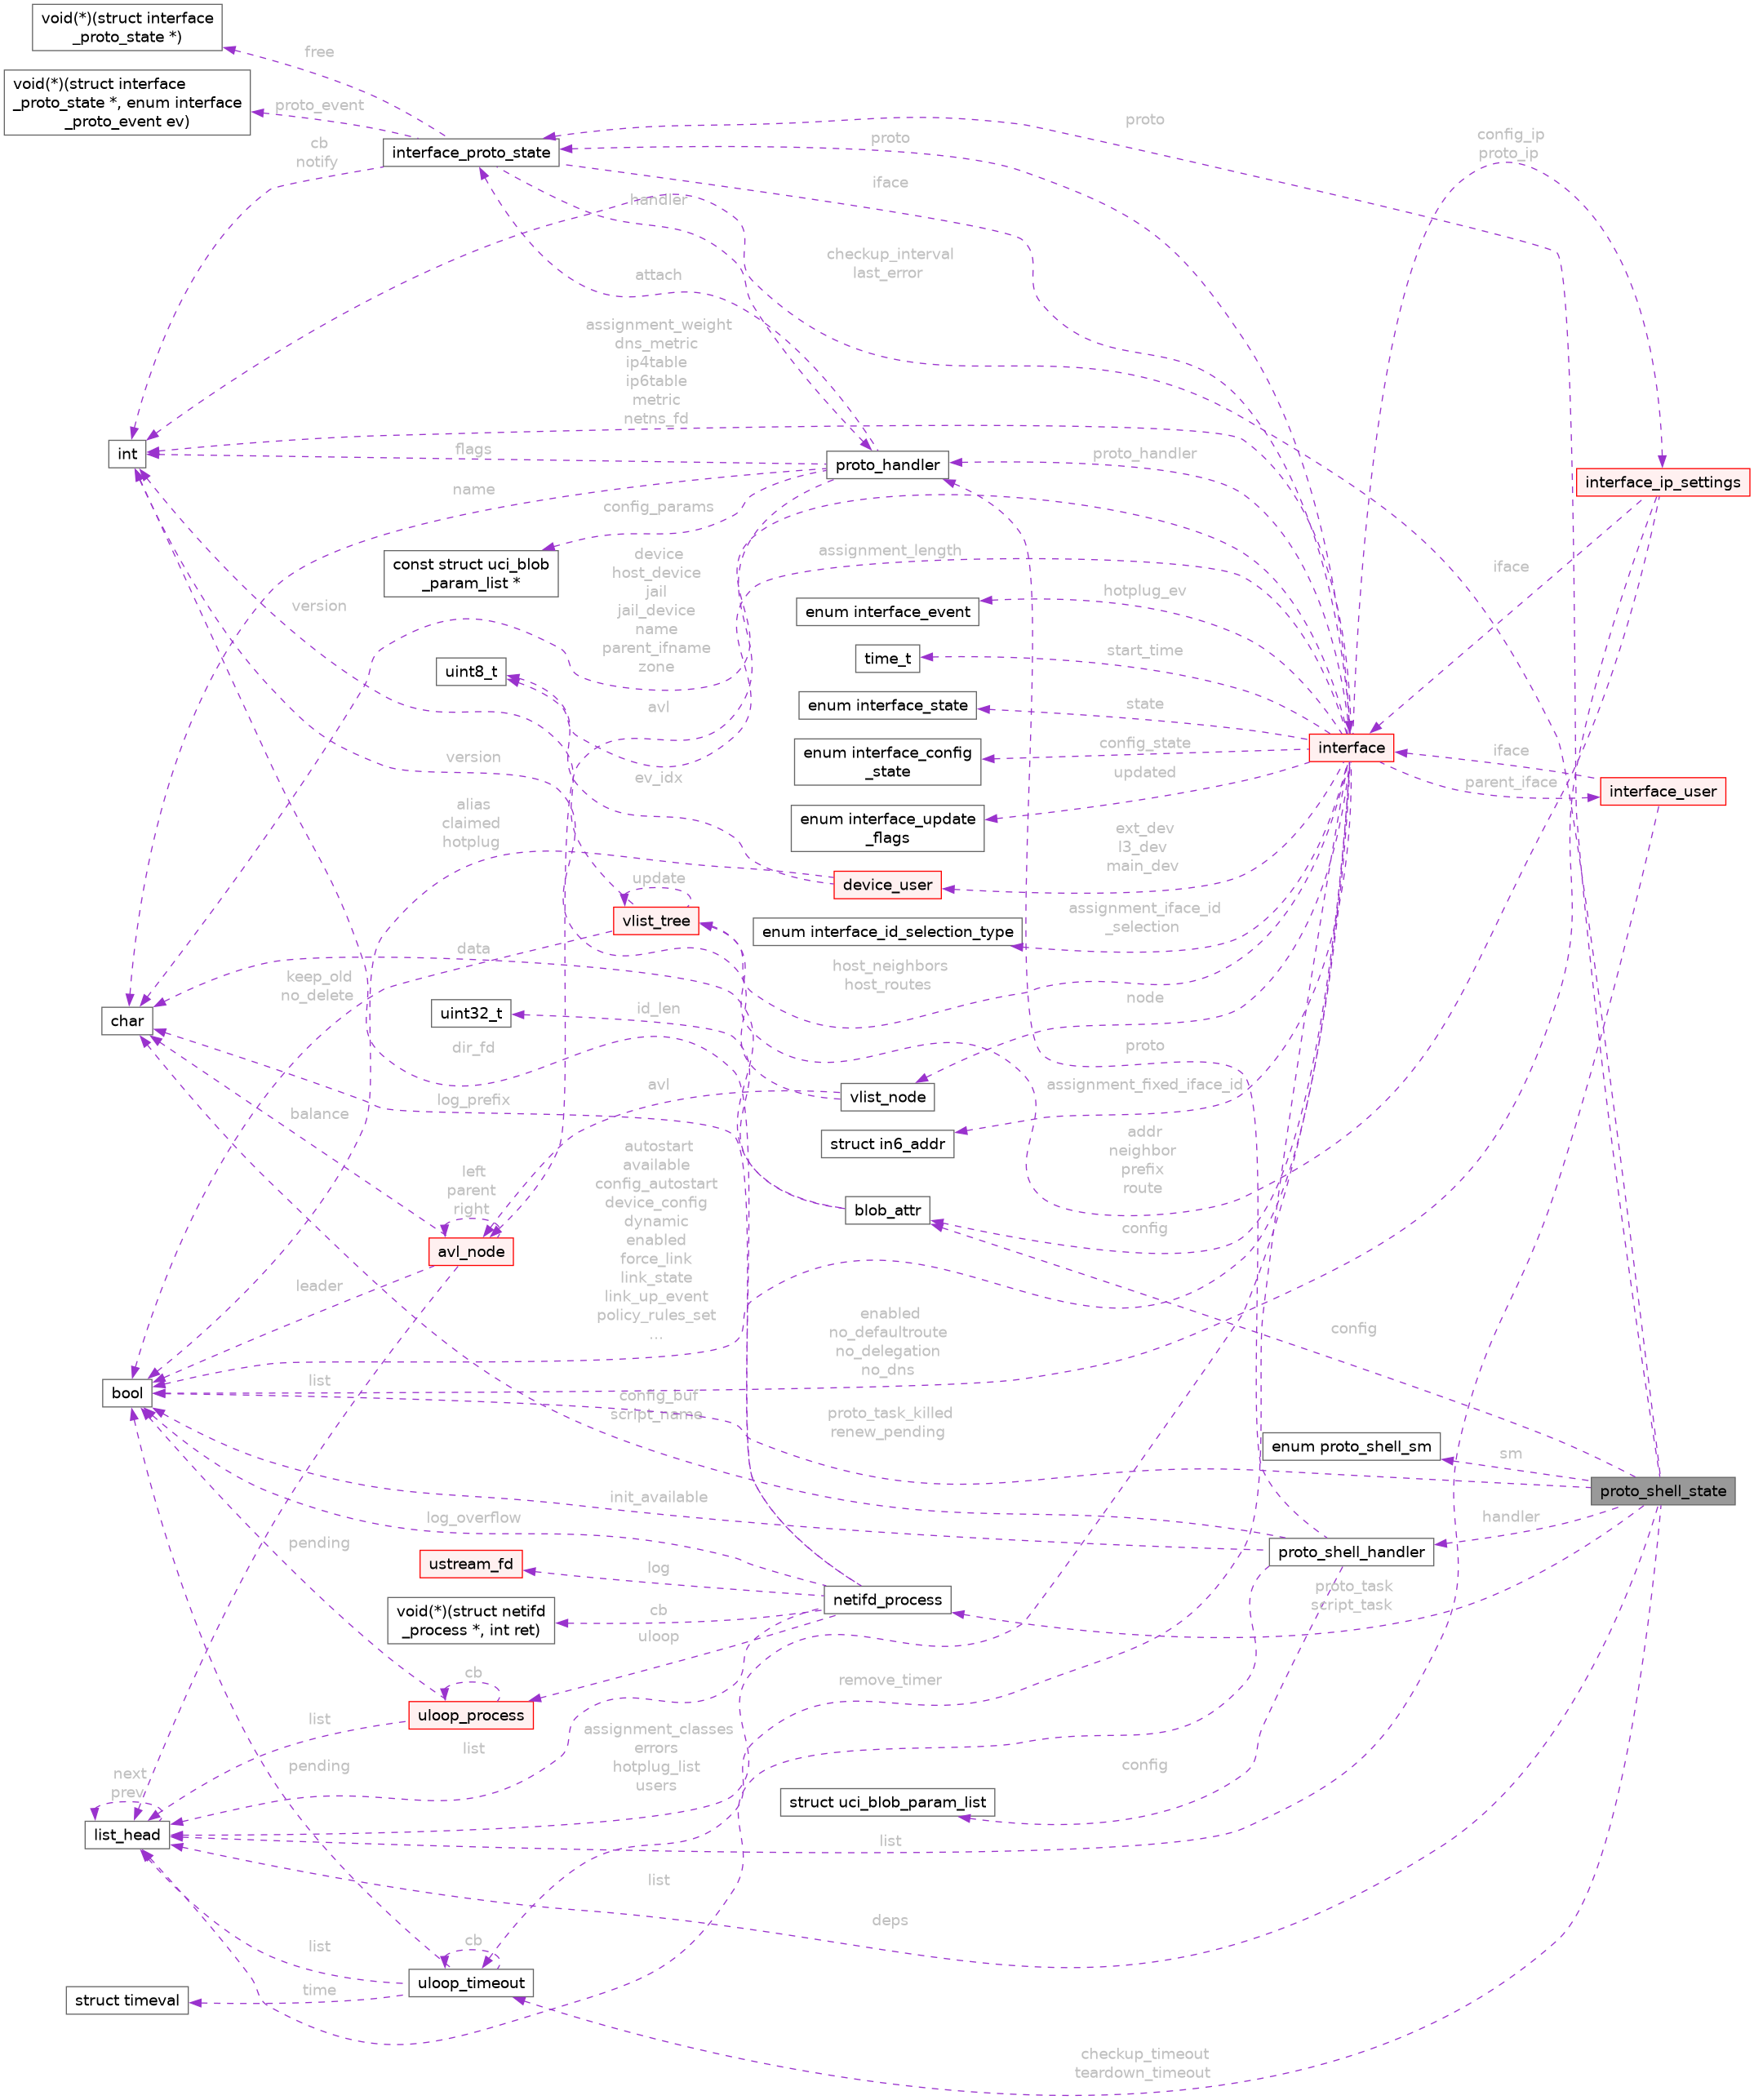 void(*)(struct interface
_proto_state *)
free
void(*)(struct interface
_proto_state *, enum interface
_proto_event ev)
proto_event
proto
config_ip
proto_ip
cb
notify
interface_proto_state
proto
iface
handler
checkup_interval
last_error
attach
assignment_weight
dns_metric
ip4table
ip6table
metric
netns_fd
int
flags
proto_handler
proto_handler
interface_ip_settings
name
config_params
const struct uci_blob
_param_list *
device
host_device
jail
jail_device
name
parent_ifname
zone
assignment_length
iface
hotplug_ev
enum interface_event
version
start_time
time_t
uint8_t
avl
state
enum interface_state
config_state
enum interface_config
_state
interface
iface
version
ev_idx
updated
parent_iface
interface_user
enum interface_update
_flags
alias
claimed
hotplug
ext_dev
l3_dev
main_dev
update
device_user
vlist_tree
assignment_iface_id
_selection
enum interface_id_selection_type
data
keep_old
no_delete
host_neighbors
host_routes
char
uint32_t
id_len
node
dir_fd
proto
avl
vlist_node
assignment_fixed_iface_id
log_prefix
balance
struct in6_addr
addr
neighbor
prefix
route
autostart
available
config_autostart
device_config
dynamic
enabled
force_link
link_state
link_up_event
policy_rules_set
...
left
parent
right
blob_attr
config
avl_node
leader
enabled
no_defaultroute
no_delegation
no_dns
config
bool
list
config_buf
script_name
proto_task_killed
renew_pending
enum proto_shell_sm
sm
proto_shell_state
init_available
log_overflow
handler
pending
proto_shell_handler
ustream_fd
log
netifd_process
proto_task
script_task
void(*)(struct netifd
_process *, int ret)
cb
uloop
cb
remove_timer
uloop_process
list
list
assignment_classes
errors
hotplug_list
users
pending
config
next
prev
struct uci_blob_param_list
list_head
list
list
deps
list
cb
uloop_timeout
time
struct timeval
checkup_timeout
teardown_timeout